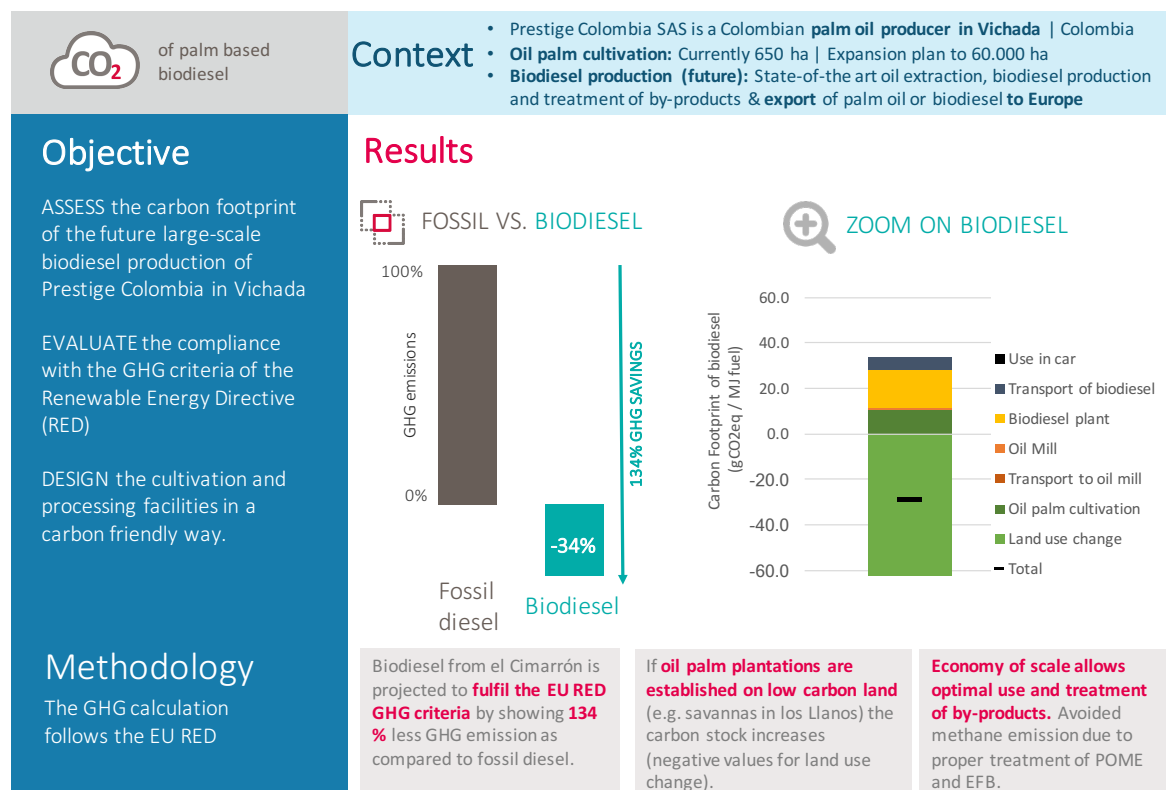 CO2
of palm based
biodiesel
Context
• Prestige Colombia SAS is a Colombian palm oil producer in Vichada | Colombia
• Oil palm cultivation: Currently 650 ha | Expansion plan to 60.000 ha
• Biodiesel production (future): State-of-the art oil extraction, biodiesel production
and treatment of by-products & export of palm oil or biodiesel to Europe
Objective
ASSESS the carbon footprint
of the future large-scale
biodiesel production of
Prestige Colombia in Vichada
EVALUATE the compliance
with the GHG criteria of the
Renewable Energy Directive
(RED)
DESIGN the cultivation and
processing facilities in a
carbon friendly way.
Methodology
The GHG calculation
follows the EU RED
Results
FOSSIL VS. BIODIESEL
100%
GHG emissions
0%
134% GHG SAVINGS
-34%
Fossil
diesel
Biodiesel
ZOOM ON BIODIESEL
Carbon Footprint of biodiesel
(gCO2eq / MJ fuel)
60.0
40.0
20.0
0.0
-20.0
-40.0
-60.0
Use in car
Transport of biodiesel
Biodiesel plant
Oil Mill
Transport to oil mill
Oil palm cultivation
Land use change
Total
Biodiesel from el Cimarrón is
projected to fulfil the EU RED
GHG criteria by showing 134
% less GHG emission as
compared to fossil diesel.
If oil palm plantations are
established on low carbon land
(e.g. savannas in los Llanos) the
carbon stock increases
(negative values for land use
change).
Economy of scale allows
optimal use and treatment
of by-products. Avoided
methane emission due to
proper treatment of POME
and EFB.